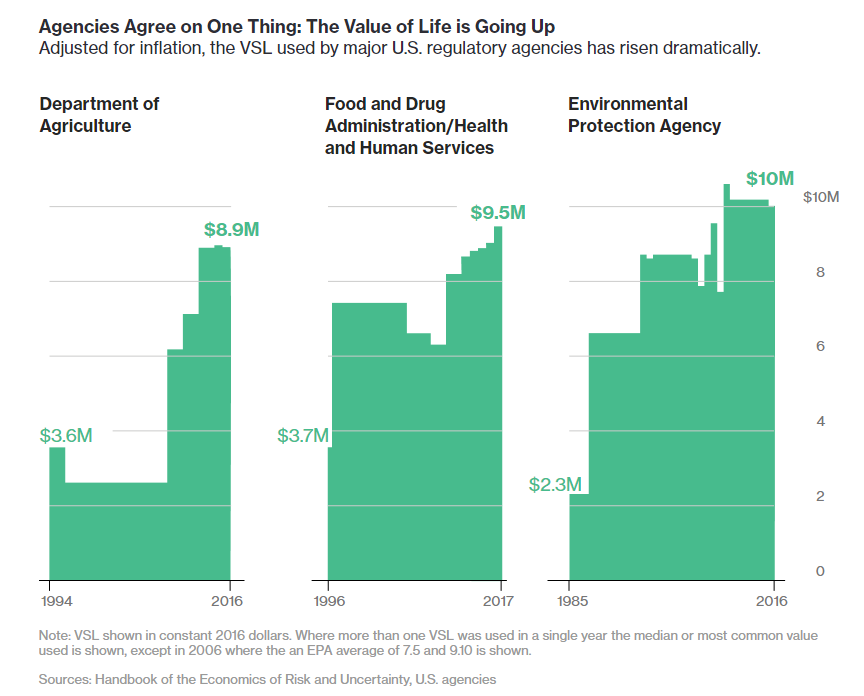 Agencies Agree on One Thing: The Value of Life is Going Up
Adjusted for inflation, the VSL used by major U.S. regulatory agencies has risen dramatically.
Department of
Agriculture
$3.6M
$8.9M
1994
2016
Food and Drug
Administration/Health
and Human Services
$3.7M
$9.5M
1996
2017
Environmental
Protection Agency
$2.3M
$10M
1985
2016
$10M
8
6
4
2
0
Note: VSL shown in constant 2016 dollars. Where more than one VSL was used in a single year the median or most common value
used is shown, except in 2006 where the an EPA average of 7.5 and 9.10 is shown.
Sources: Handbook of the Economics of Risk and Uncertainty, U.S. agencies